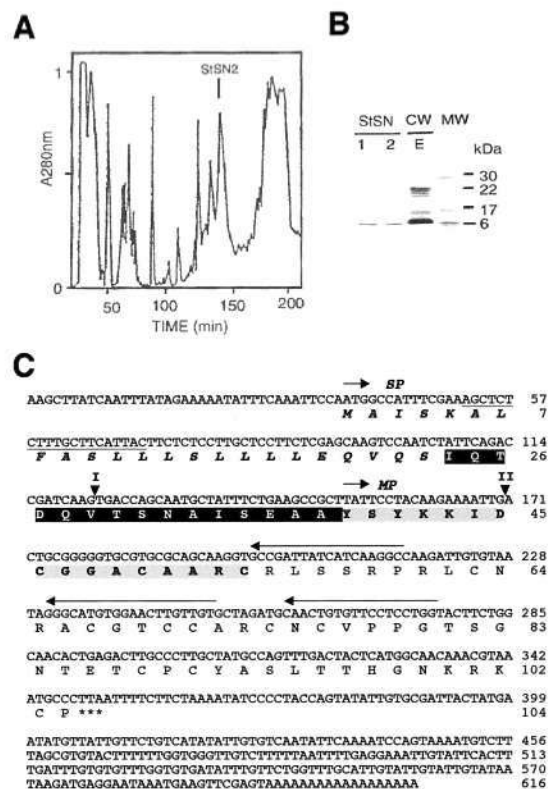 A
B
StSN2
1
A280nm
0
50 100 150 200
TIME (min)
StSN CW MW
1 2 E kDa
30
22
17
6
C
SP
AAGCTTATCAATTTATAGAAAAATATTTCAAATTCCAATGGCCATTTCGAAAGCTCT 57
M A I S K A L 7
CTTTGCTTCATTACTTCTCTCCTTGCTCCTTCTCGAGCAAGTCCAATCTATTCAGAC 114
F A S L L L S L L L L E Q V Q S I Q T 26
I MP II
CGATCAAGTGACCAGCAATGCTATTTCTGAAGCCGCTTATTCCTACAAGAAAATTGA 171
D Q V T S N A I S E A A Y S Y K K I D 45
CTGCGGGGGTGCGTGCGCAGCAAGGTGCCGATTATCATCAAGGCCAAGATTGTGTAA 228
C G G A C A A R C R L S S R P R L C N 64
TAGGGCATGTGGAACTTGTTGTGCTAGATGCAACTGTGTTCCTCCTGGTACTTCTGG 285
R A C G T C C A R C N C V P P G T S G 83
CAACACTGAGACTTGCCCTTGCTATGCCAGTTTGACTACTCATGGCAACAAACGTAA 342
N T E T C P C Y A S L T T H G N K R K 102
ATGCCCTTAATTTTCTTCTAAAATATCCCCTACCAGTATATTGTGCGATTACTATGA 399
C P *** 104
ATATGTTATTGTTCTGTCATATATTGTGTCAATATTCAAAATCCAGTAAAATGTCTT 456
TAGCGTGTACTTTTTTGGTGGGTTGTCTTTTTAATTTTGAGGAAATTGTATTCACTT 513
TGATTTGTGTGTTTGGTGTGATATTTGTTCTGGTTTGCATTGTATTGTATTGTATAA 570
TAAGATGAGGAATAAATGAAGTTCGAGTAAAAAAAAAAAAAAAAAA 616